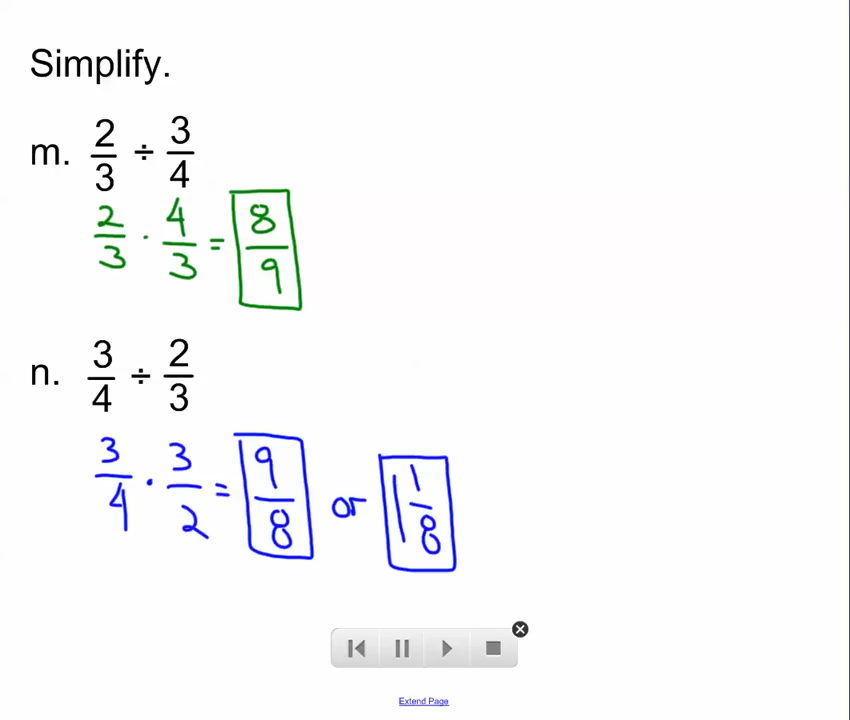 Simplify.
m. 2/3 ÷ 3/4
2/3 · 4/3 = 8/9
n. 3/4 ÷ 2/3
3/4 · 3/2 = 9/8 or 1 1/8
Extend Page